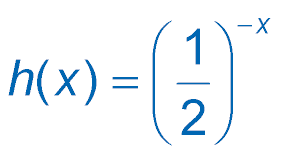 h(x) = (1/2)^{-x}